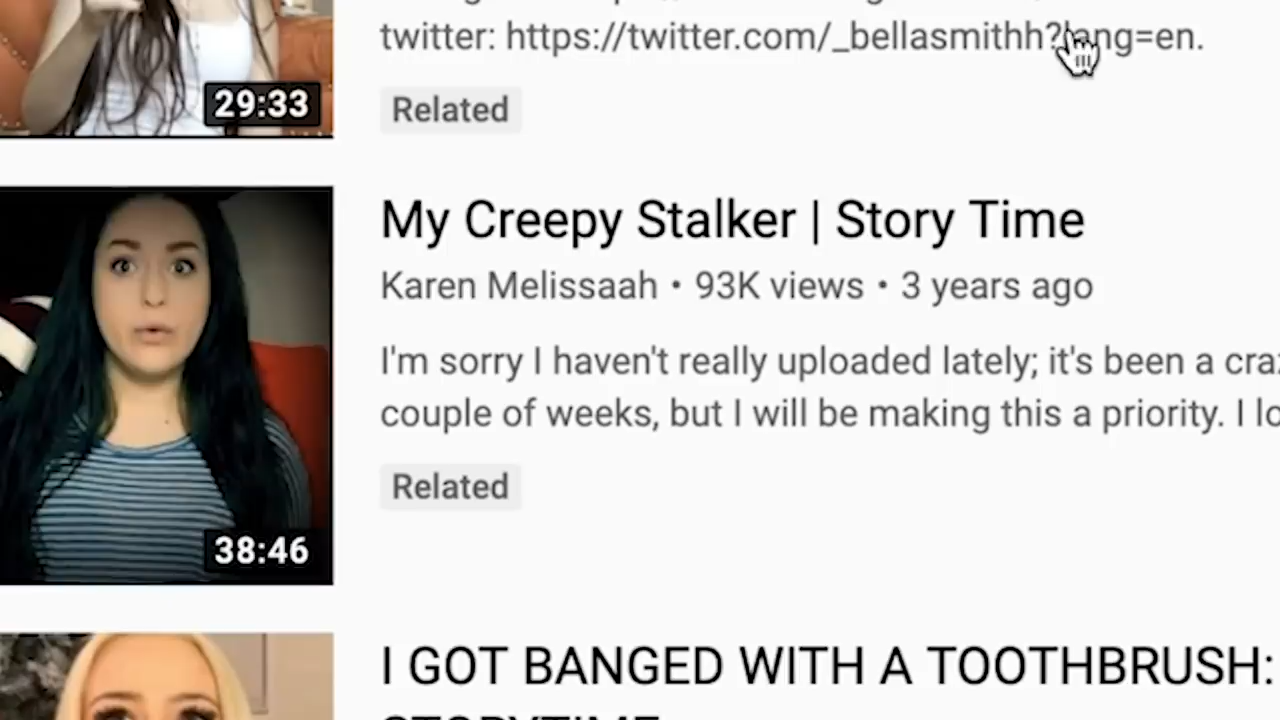 twitter: https://twitter.com/_bellasmithh?lang=en.
29:33
Related
My Creepy Stalker | Story Time
Karen Melissaah • 93K views • 3 years ago
I'm sorry I haven't really uploaded lately; it's been a craz
couple of weeks, but I will be making this a priority. I lo
Related
38:46
I GOT BANGED WITH A TOOTHBRUSH:
STORYTIME